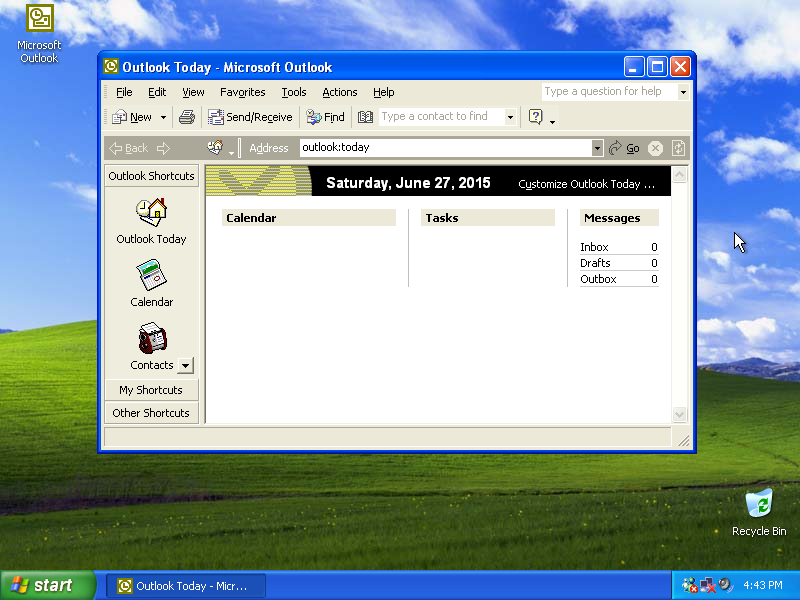 Microsoft
Outlook
Outlook Today - Microsoft Outlook
File Edit View Favorites Tools Actions Help Type a question for help
New Send/Receive Find Type a contact to find
Back Address outlook:today Go
Outlook Shortcuts
Saturday, June 27, 2015 Customize Outlook Today ...
Calendar Tasks Messages
Inbox 0
Drafts 0
Outbox 0
Outlook Today
Calendar
Contacts
My Shortcuts
Other Shortcuts
Recycle Bin
start Outlook Today - Micr... 4:43 PM